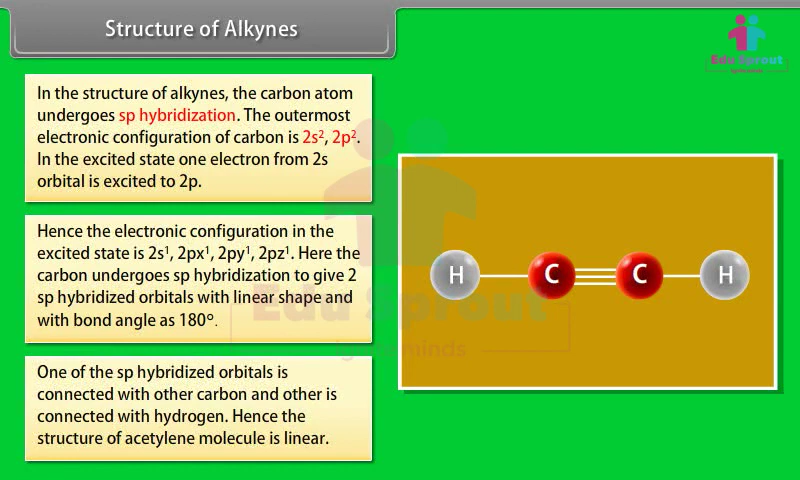 Structure of Alkynes
Edu Sprout
In the structure of alkynes, the carbon atom
undergoes sp hybridization. The outermost
electronic configuration of carbon is 2s², 2p².
In the excited state one electron from 2s
orbital is excited to 2p.
Hence the electronic configuration in the
excited state is 2s¹, 2px¹, 2py¹, 2pz¹. Here the
carbon undergoes sp hybridization to give 2
sp hybridized orbitals with linear shape and
with bond angle as 180º.
One of the sp hybridized orbitals is
connected with other carbon and other is
connected with hydrogen. Hence the
structure of acetylene molecule is linear.
H C C H
Edu Sprout